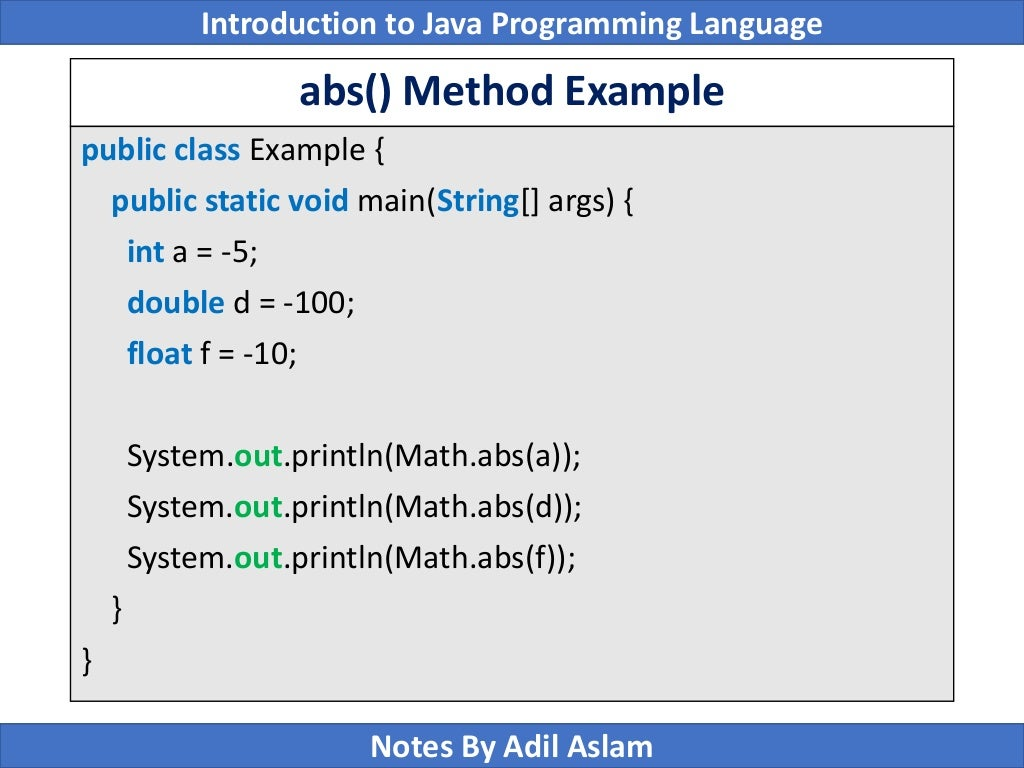 Introduction to Java Programming Language
abs() Method Example
public class Example {
public static void main(String[] args) {
int a = -5;
double d = -100;
float f = -10;
System.out.println(Math.abs(a));
System.out.println(Math.abs(d));
System.out.println(Math.abs(f));
}
}
Notes By Adil Aslam